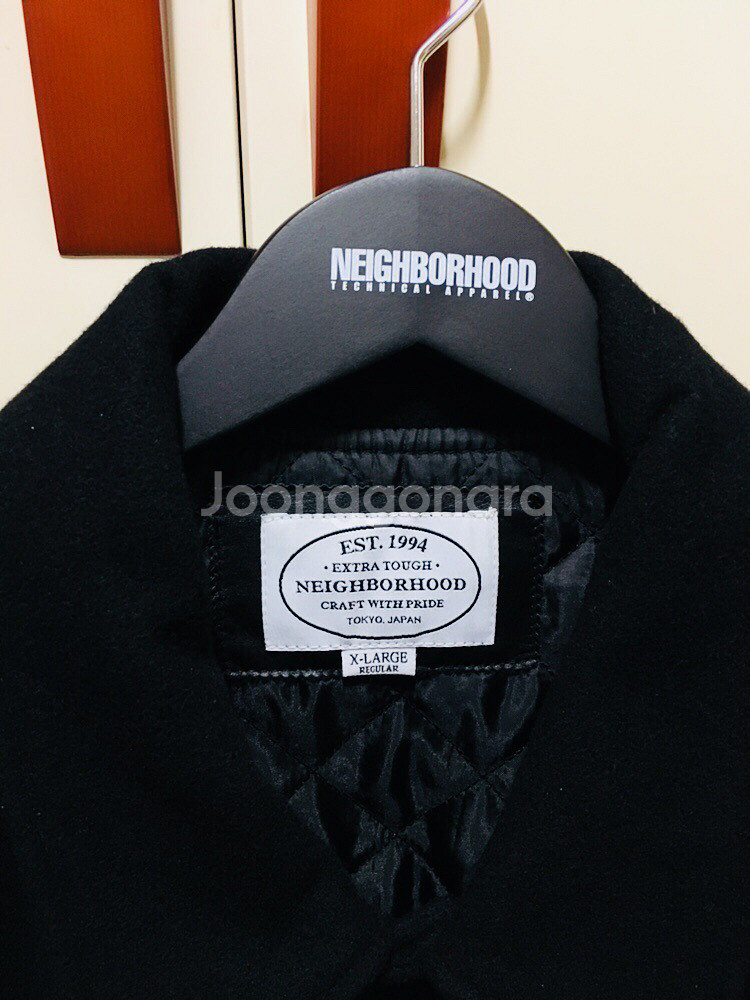 NEIGHBORHOOD
TECHNICAL APPAREL®
Joonggonara
EST. 1994
· EXTRA TOUGH ·
NEIGHBORHOOD
CRAFT WITH PRIDE
TOKYO. JAPAN
X-LARGE
REGULAR